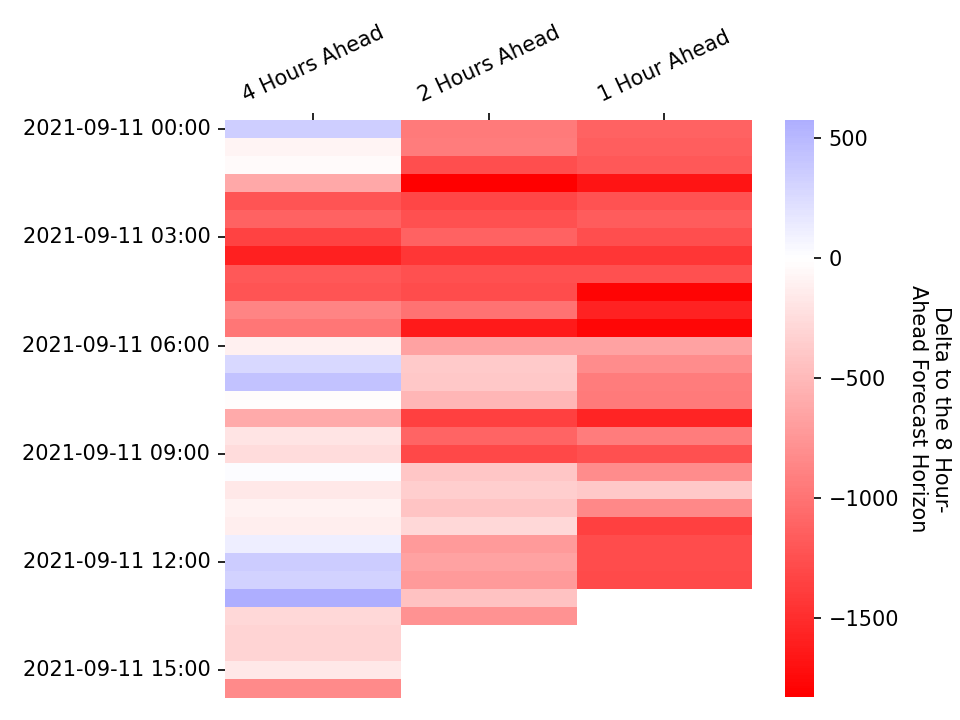 4 Hours Ahead
2 Hours Ahead
1 Hour Ahead
2021-09-11 00:00
2021-09-11 03:00
2021-09-11 06:00
2021-09-11 09:00
2021-09-11 12:00
2021-09-11 15:00
500
0
−500
−1000
−1500
Delta to the 8 Hour-
Ahead Forecast Horizon